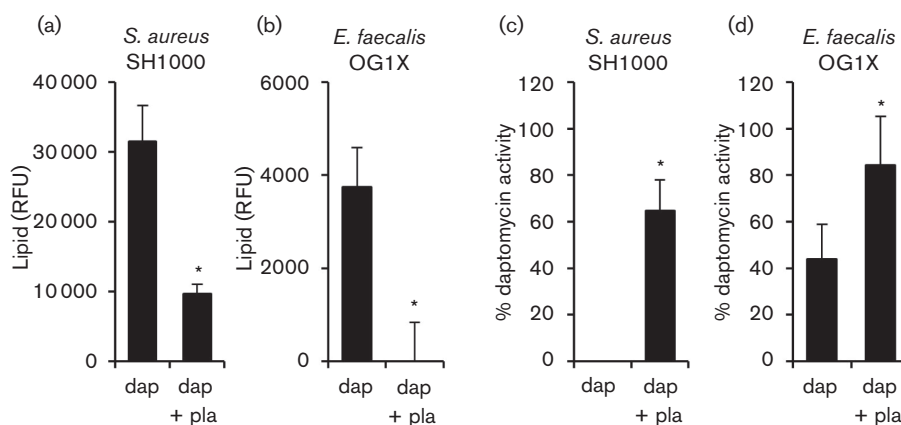 (a)
S. aureus
SH1000
Lipid (RFU)
40 000
30 000
20 000
10 000
0
*
dap
dap
+ pla
(b)
E. faecalis
OG1X
Lipid (RFU)
6000
4000
2000
0
*
dap
dap
+ pla
(c)
S. aureus
SH1000
% daptomycin activity
120
100
80
60
40
20
0
*
dap
dap
+ pla
(d)
E. faecalis
OG1X
% daptomycin activity
120
100
80
60
40
20
0
*
dap
dap
+ pla